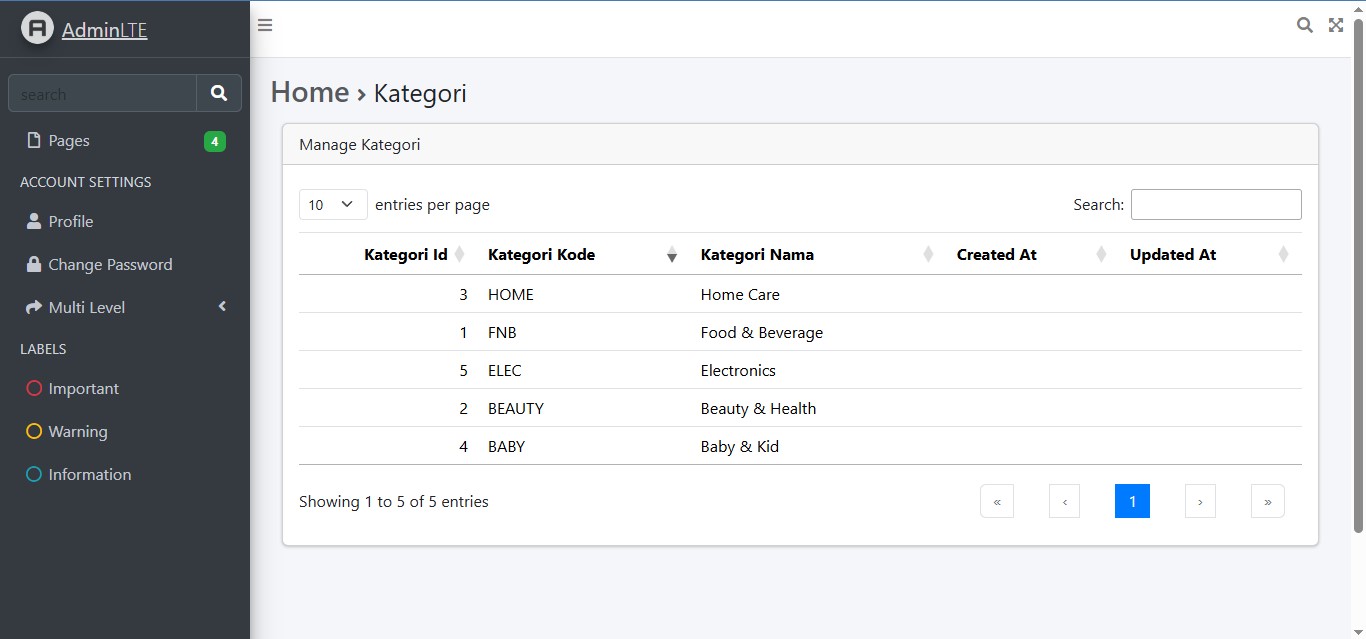 AdminLTE
search
Pages 4
ACCOUNT SETTINGS
Profile
Change Password
Multi Level
LABELS
Important
Warning
Information
Home › Kategori
Manage Kategori
10 entries per page Search:
Kategori Id Kategori Kode Kategori Nama Created At Updated At
3 HOME Home Care
1 FNB Food & Beverage
5 ELEC Electronics
2 BEAUTY Beauty & Health
4 BABY Baby & Kid
Showing 1 to 5 of 5 entries « ‹ 1 › »